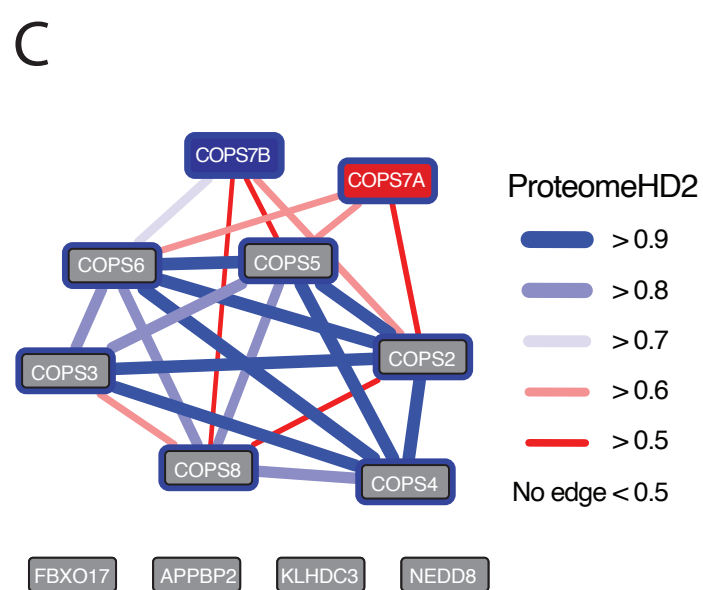 C
COPS7B
COPS7A
ProteomeHD2
> 0.9
COPS6
COPS5
> 0.8
> 0.7
COPS2
COPS3
> 0.6
> 0.5
COPS8
COPS4
No edge < 0.5
FBXO17
APPBP2
KLHDC3
NEDD8